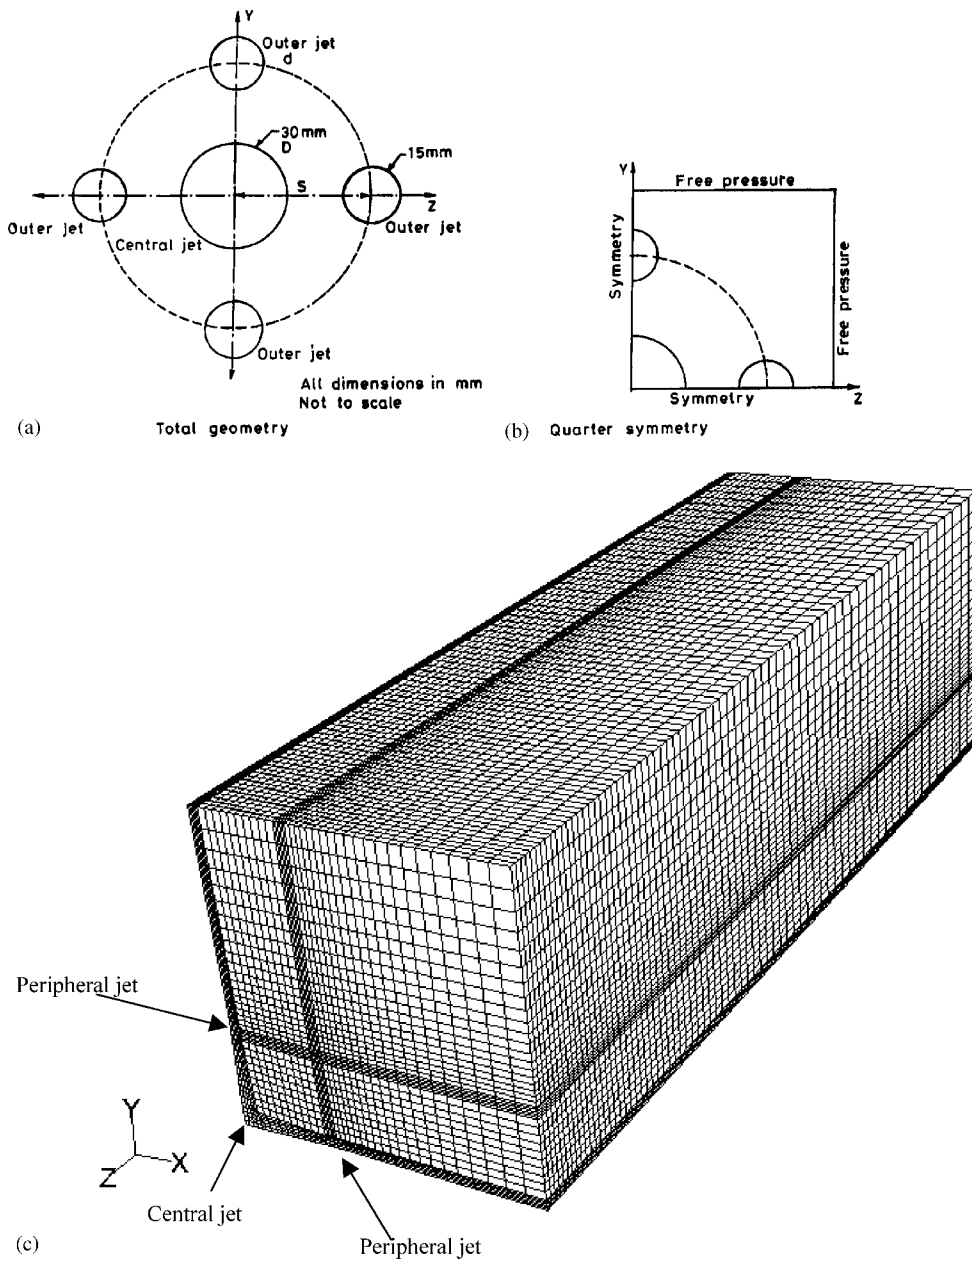 Y
Outer jet
d
30mm
D
15mm
S
Z
Outer jet
Central jet
Outer jet
Outer jet
All dimensions in mm
Not to scale
(a)
Total geometry
Y
Free pressure
Symmetry
Free pressure
Symmetry
Z
(b)
Quarter symmetry
Peripheral jet
Y
Z
X
Central jet
Peripheral jet
(c)